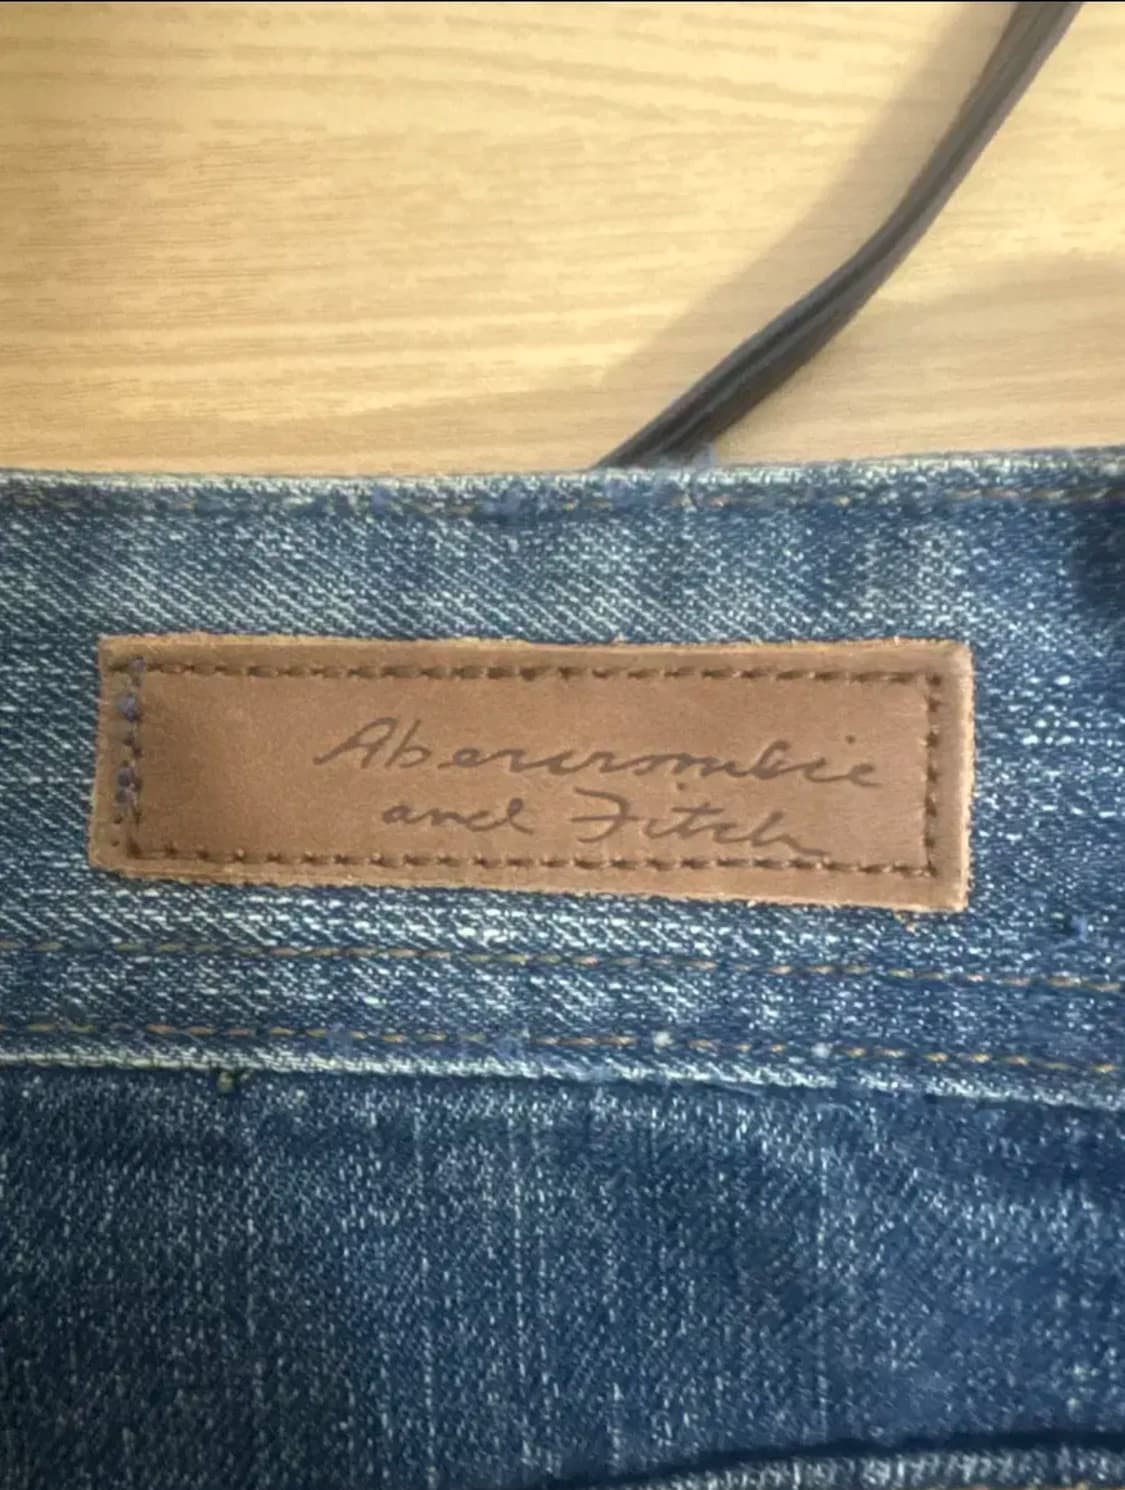 Abercrombie
and Fitch